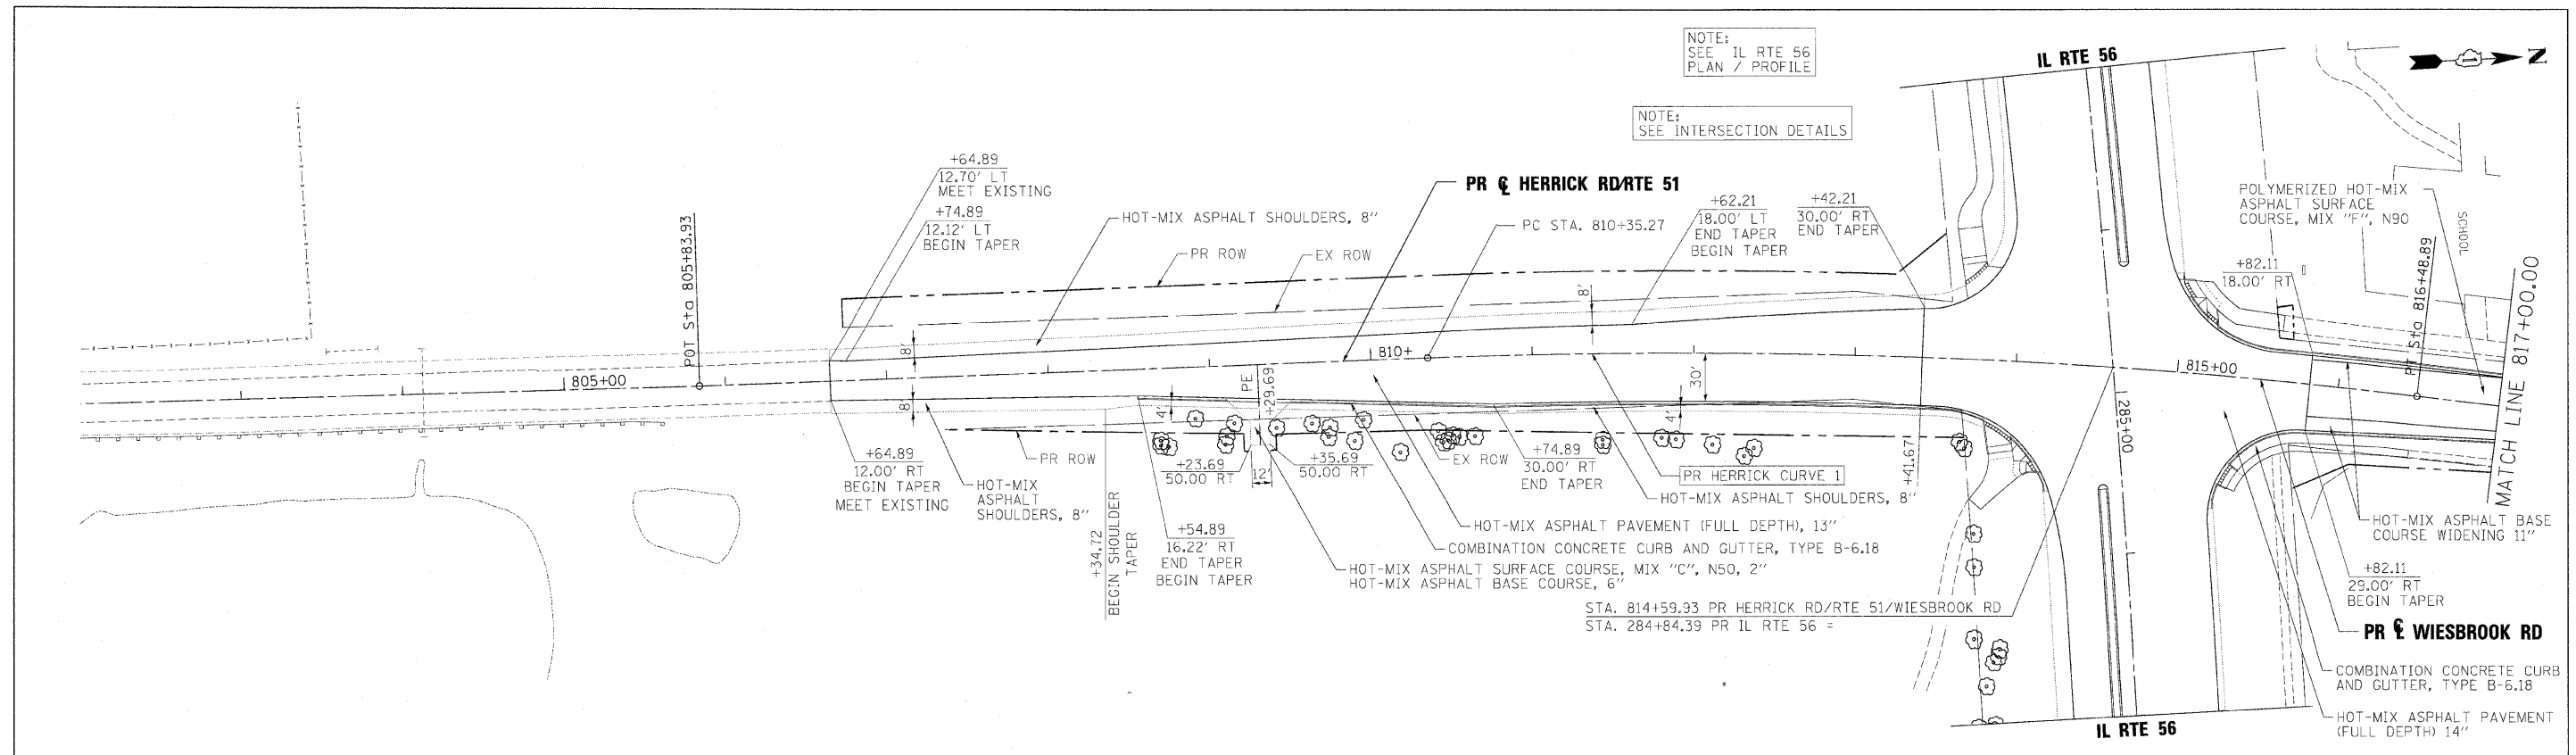 NOTE:
SEE IL RTE 56
PLAN / PROFILE
IL RTE 56
N
NOTE:
SEE INTERSECTION DETAILS
+64.89
12.70' LT
MEET EXISTING
+74.89
12.12' LT
BEGIN TAPER
HOT-MIX ASPHALT SHOULDERS, 8"
PR ROW
EX ROW
PR ℄ HERRICK RD/RTE 51
PC STA. 810+35.27
+62.21
18.00' LT
END TAPER
BEGIN TAPER
+42.21
30.00' RT
END TAPER
POLYMERIZED HOT-MIX
ASPHALT SURFACE
COURSE, MIX "F", N90
SCHOOL
+82.11
18.00' RT
PT Sta 816+48.89
MATCH LINE 817+00.00
POT Sta 805+83.93
805+00
8'
8'
810+
8'
30'
815+00
285+00
4'
PE
+29.69
4'
+41.67
PR ROW
+23.69
50.00 RT
12'
+35.69
50.00 RT
EX ROW
+74.89
30.00' RT
END TAPER
PR HERRICK CURVE 1
HOT-MIX ASPHALT SHOULDERS, 8"
+64.89
12.00' RT
BEGIN TAPER
MEET EXISTING
HOT-MIX
ASPHALT
SHOULDERS, 8"
+34.72
BEGIN SHOULDER
TAPER
+54.89
16.22' RT
END TAPER
BEGIN TAPER
HOT-MIX ASPHALT PAVEMENT (FULL DEPTH), 13"
COMBINATION CONCRETE CURB AND GUTTER, TYPE B-6.18
HOT-MIX ASPHALT SURFACE COURSE, MIX "C", N50, 2"
HOT-MIX ASPHALT BASE COURSE, 6"
STA. 814+59.93 PR HERRICK RD/RTE 51/WIESBROOK RD
STA. 284+84.39 PR IL RTE 56 =
HOT-MIX ASPHALT BASE
COURSE WIDENING 11"
+82.11
29.00' RT
BEGIN TAPER
PR ℄ WIESBROOK RD
COMBINATION CONCRETE CURB
AND GUTTER, TYPE B-6.18
HOT-MIX ASPHALT PAVEMENT
(FULL DEPTH) 14"
IL RTE 56